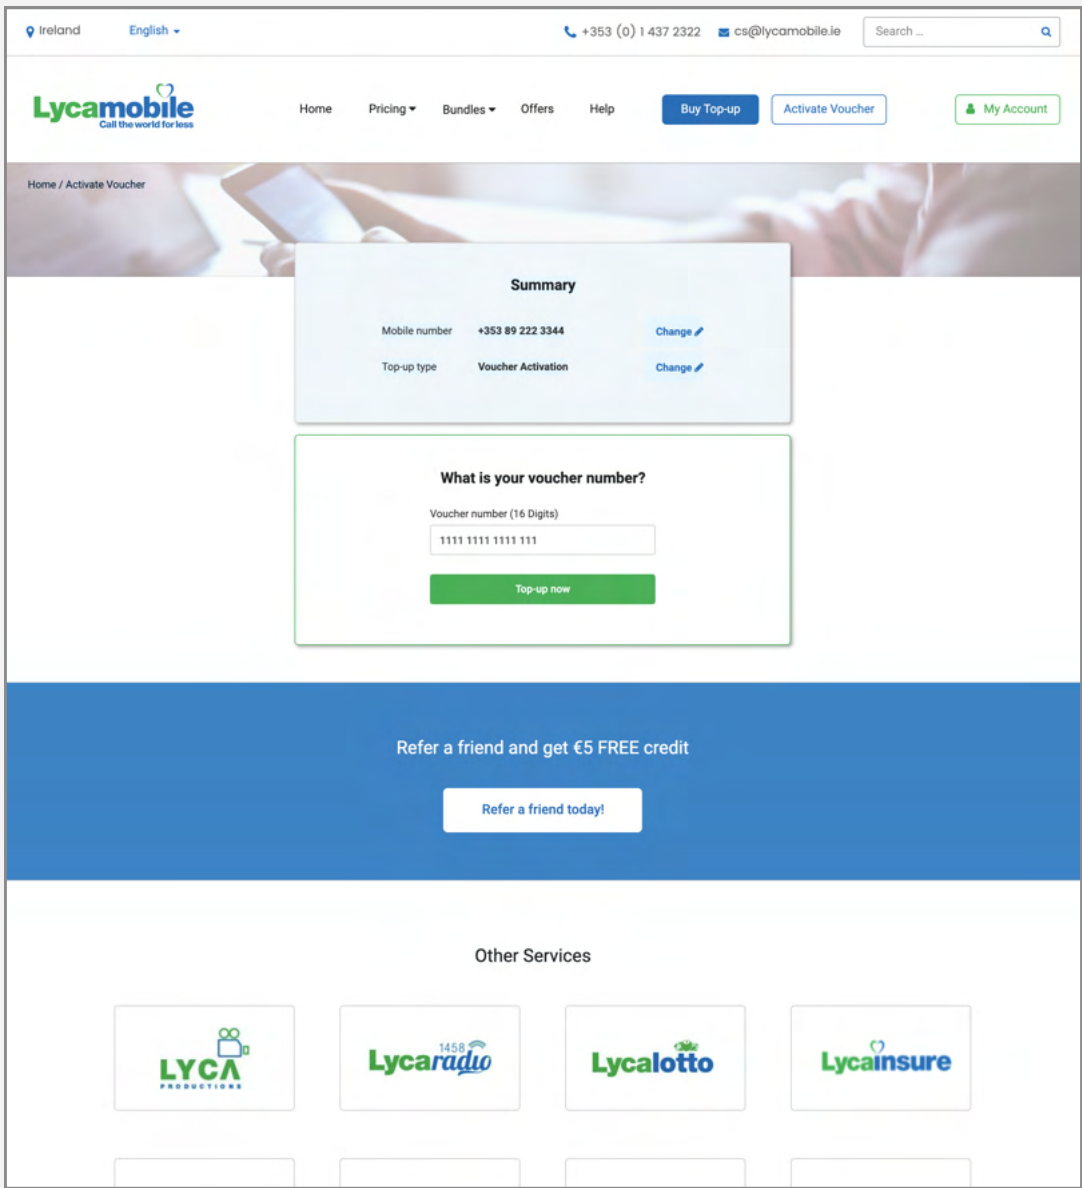 Ireland English +353 (0) 1 437 2322 cs@lycamobile.ie Search ...
Lycamobile
Call the world for less
Home Pricing Bundles Offers Help Buy Top-up Activate Voucher My Account
Home / Activate Voucher
Summary
Mobile number +353 89 222 3344 Change
Top-up type Voucher Activation Change
What is your voucher number?
Voucher number (16 Digits)
1111 1111 1111 111
Top-up now
Refer a friend and get €5 FREE credit
Refer a friend today!
Other Services
LYCA
PRODUCTIONS
1458
Lycaradio
Lycalotto
Lycainsure